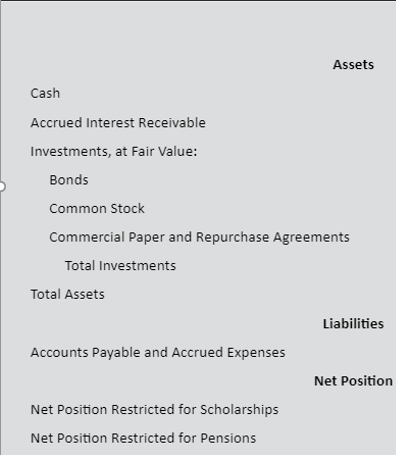 Assets
Cash
Accrued Interest Receivable
Investments, at Fair Value:
Bonds
Common Stock
Commercial Paper and Repurchase Agreements
Total Investments
Total Assets
Liabilities
Accounts Payable and Accrued Expenses
Net Position
Net Position Restricted for Scholarships
Net Position Restricted for Pensions